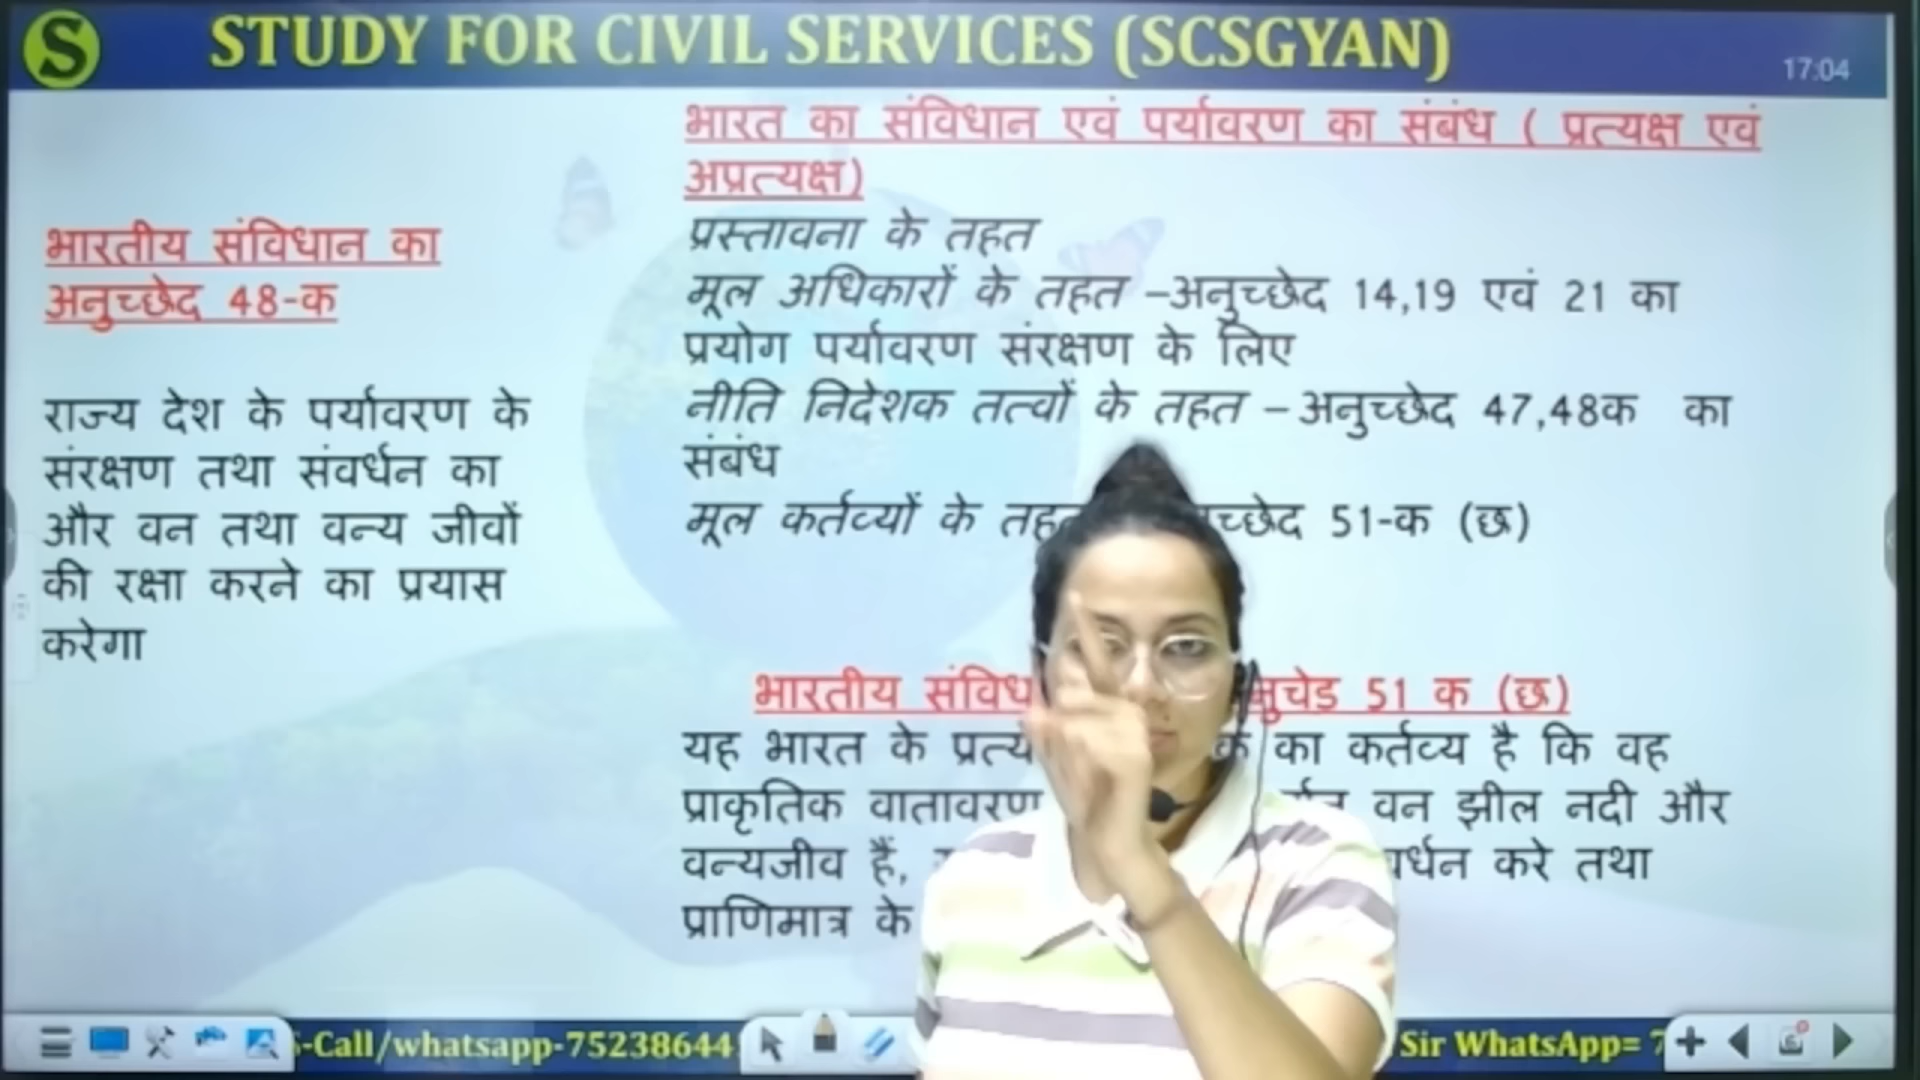 S
STUDY FOR CIVIL SERVICES (SCSGYAN)
17:04
भारतीय संविधान का
अनुच्छेद 48-क
राज्य देश के पर्यावरण के
संरक्षण तथा संवर्धन का
और वन तथा वन्य जीवों
की रक्षा करने का प्रयास
करेगा
भारत का संविधान एवं पर्यावरण का संबंध ( प्रत्यक्ष एवं
अप्रत्यक्ष)
प्रस्तावना के तहत
मूल अधिकारों के तहत –अनुच्छेद 14,19 एवं 21 का
प्रयोग पर्यावरण संरक्षण के लिए
नीति निदेशक तत्वों के तहत – अनुच्छेद 47,48क का
संबंध
मूल कर्तव्यों के तहत च्छेद 51-क (छ)
भारतीय संविध नुचेड 51 क (छ)
यह भारत के प्रत्ये क का कर्तव्य है कि वह
प्राकृतिक वातावरण वन झील नदी और
वन्यजीव हैं, वर्धन करे तथा
प्राणिमात्र के
-Call/whatsapp-75238644
Sir WhatsApp= 7